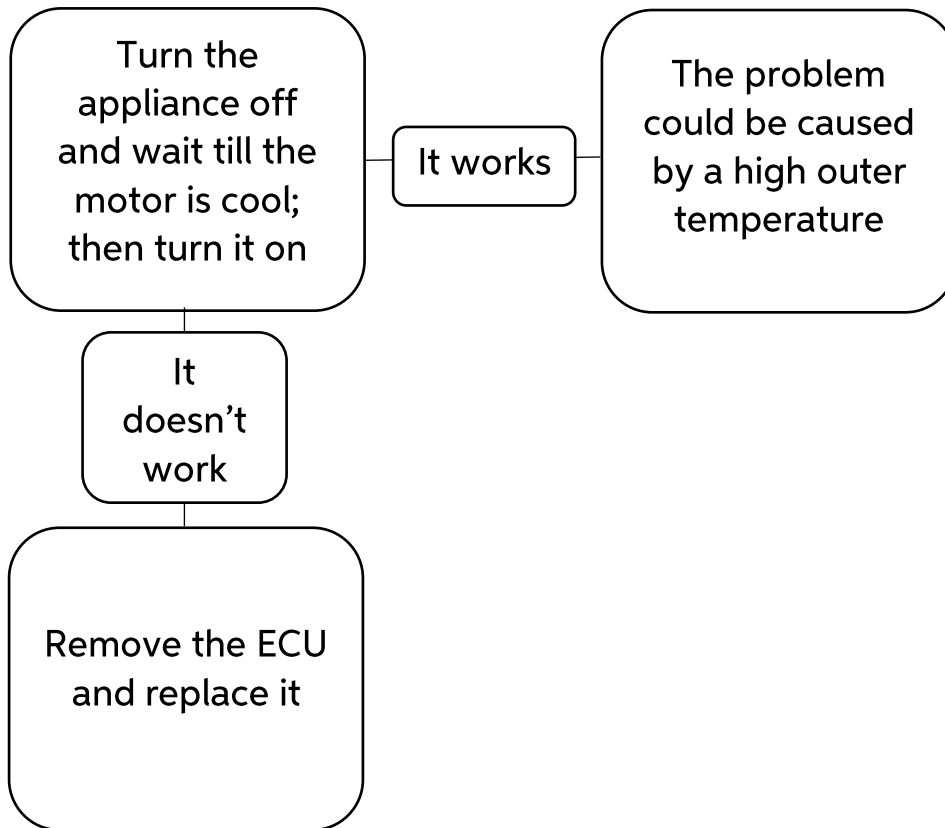 Turn the
appliance off
and wait till the
motor is cool;
then turn it on
It works
The problem
could be caused
by a high outer
temperature
It
doesn’t
work
Remove the ECU
and replace it